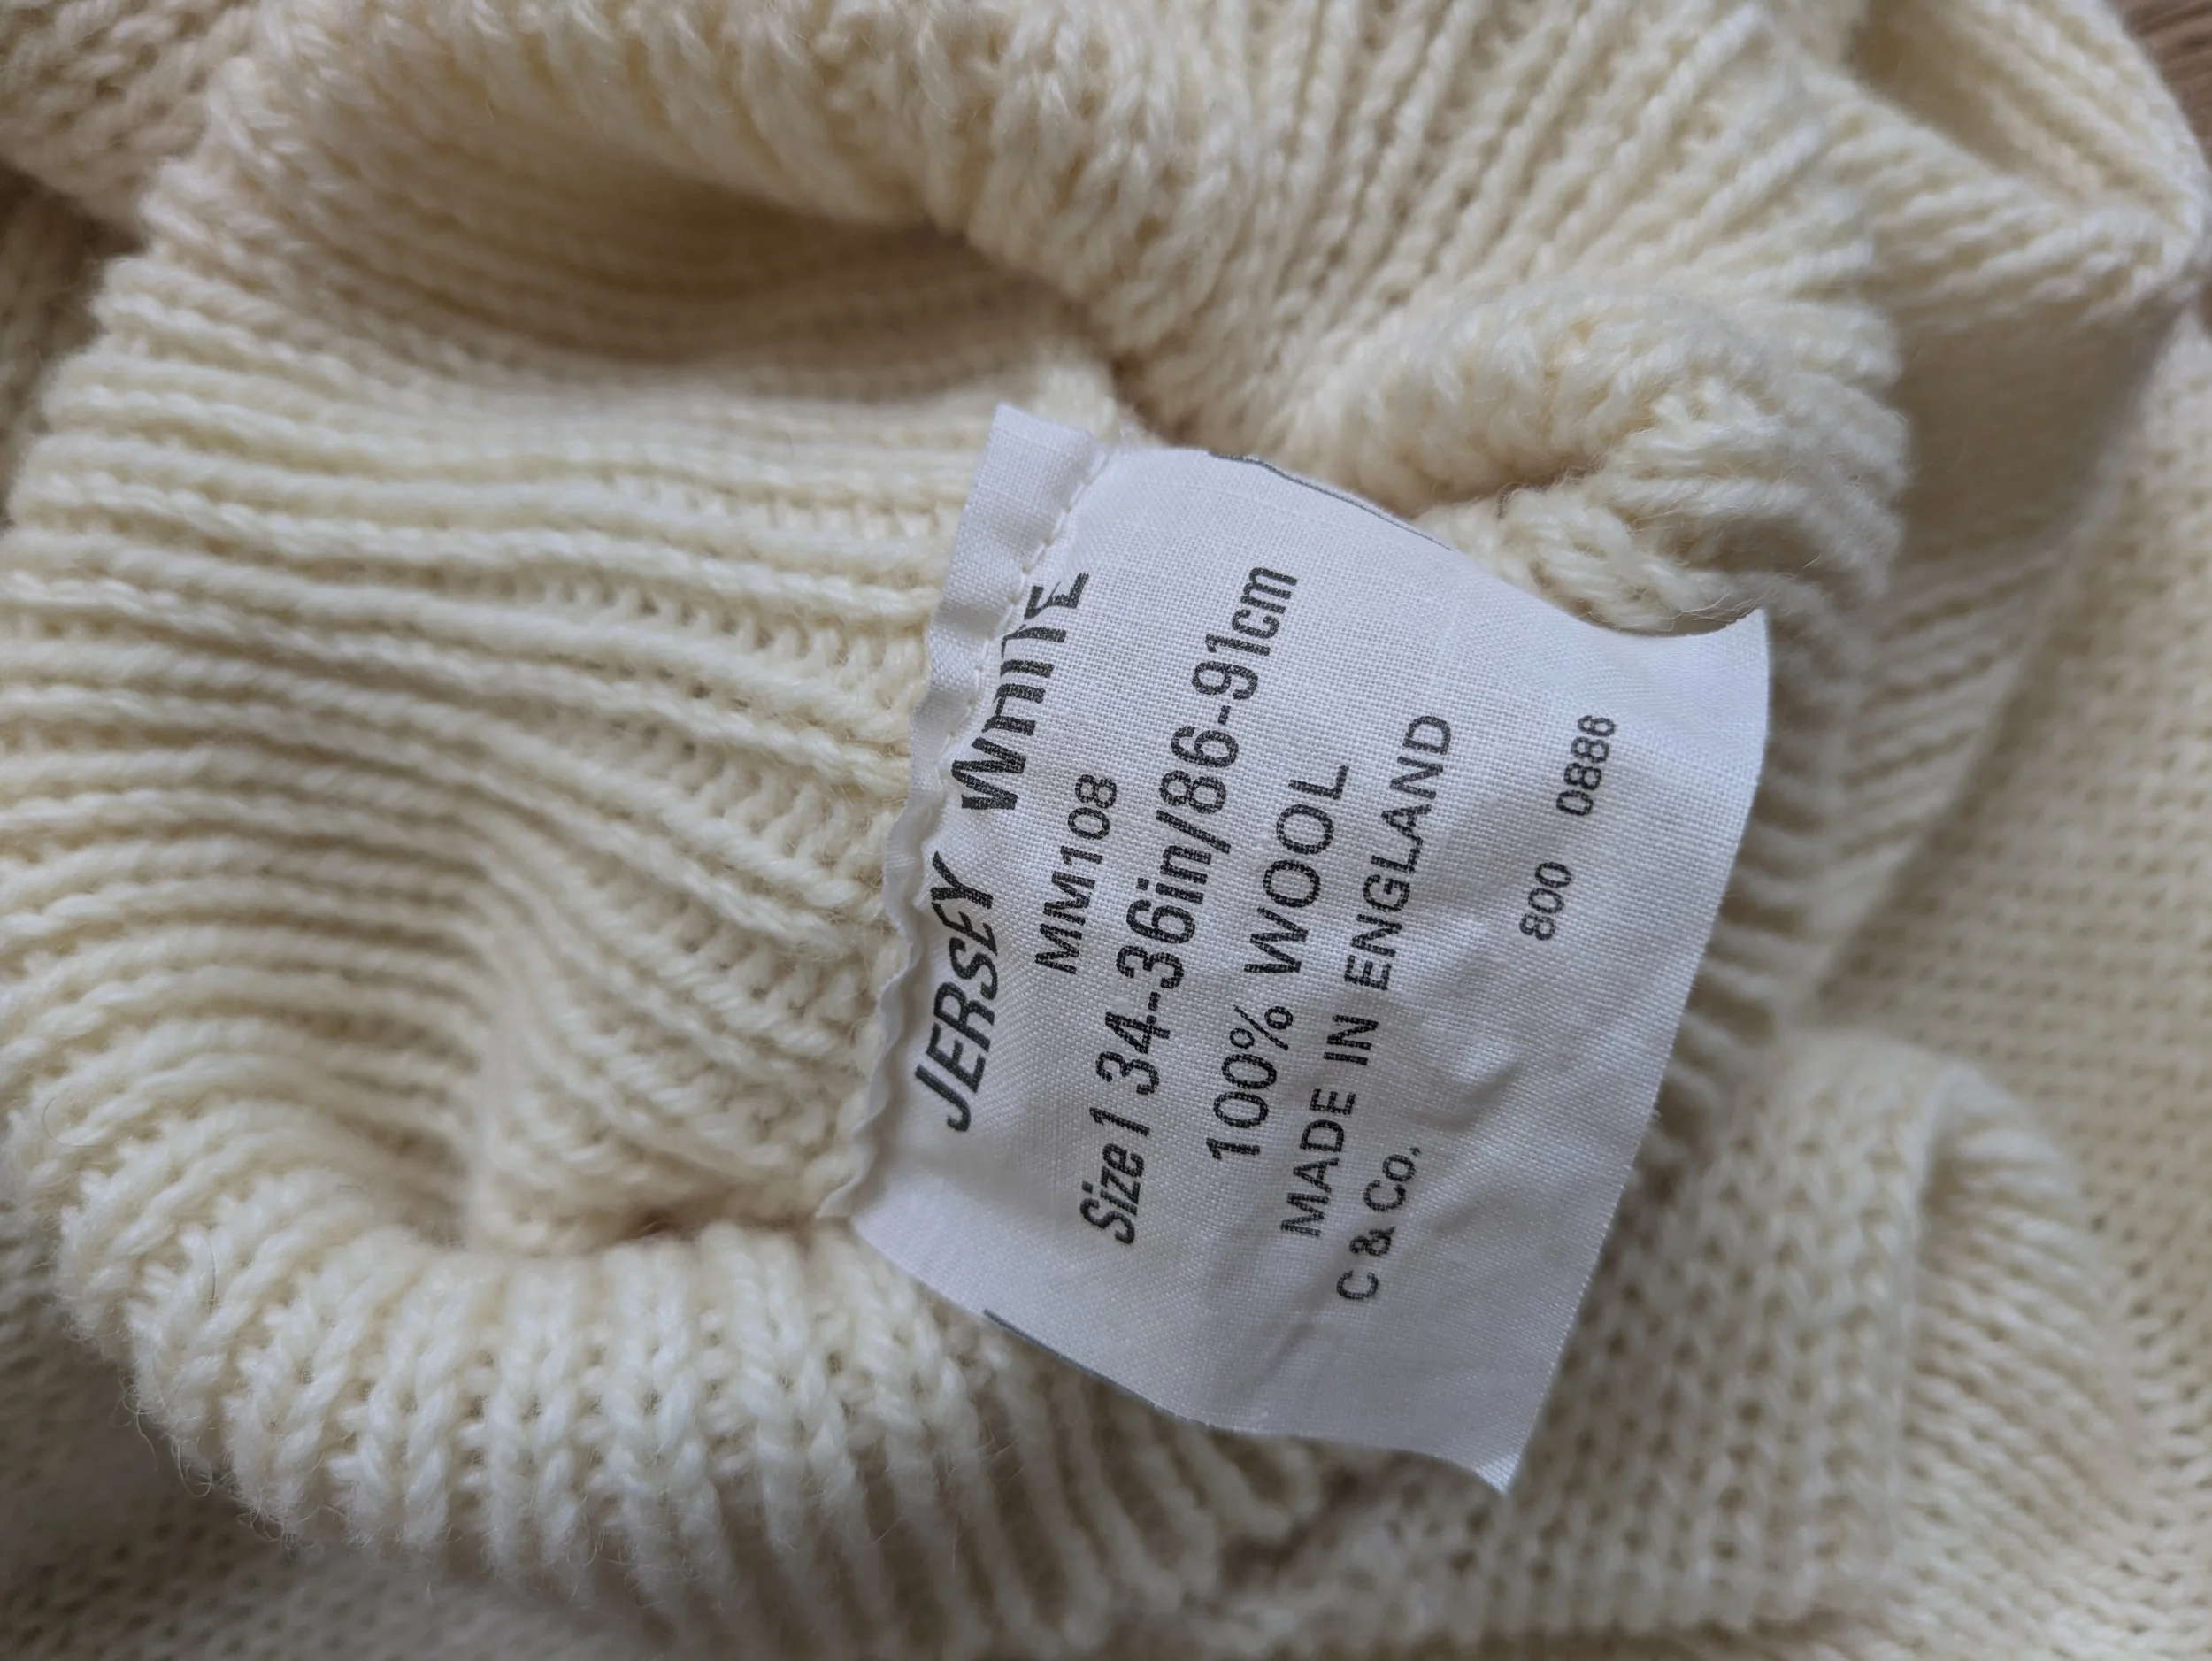 JERSEY WHITE
MM108
Size 1 34-36in/86-91cm
100% WOOL
MADE IN ENGLAND
C & Co.
800 0886